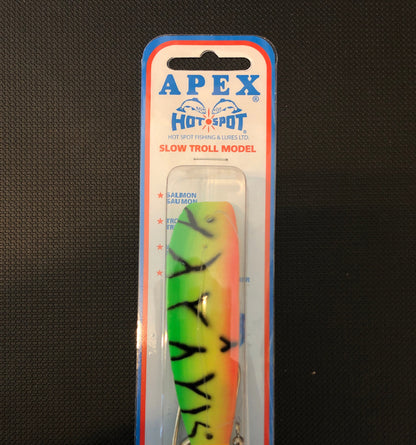 APEX®
HOT SPOT®
HOT SPOT FISHING & LURES LTD.
SLOW TROLL MODEL
★ SALMON
SAUMON
★
★
★